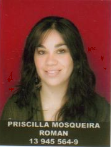 PRISCILLA MOSQUEIRA
ROMAN
13 945 564-9